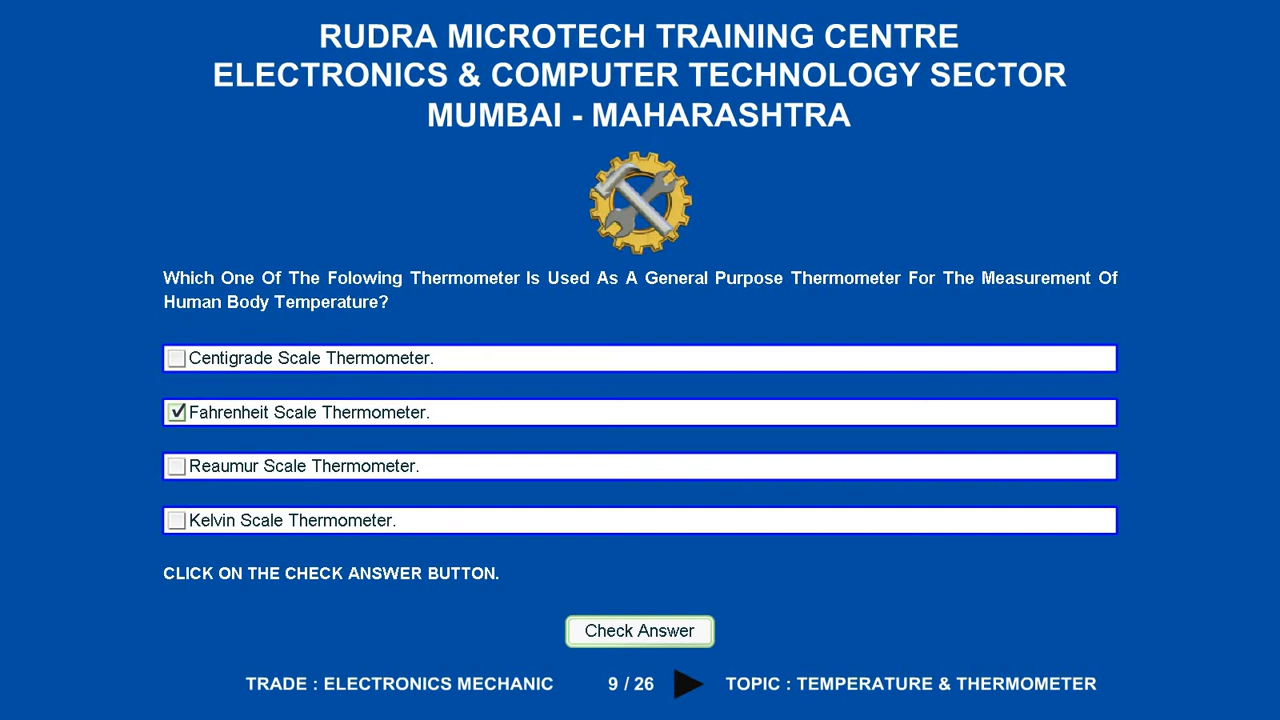 RUDRA MICROTECH TRAINING CENTRE
ELECTRONICS & COMPUTER TECHNOLOGY SECTOR
MUMBAI - MAHARASHTRA
Which One Of The Folowing Thermometer Is Used As A General Purpose Thermometer For The Measurement Of
Human Body Temperature?
Centigrade Scale Thermometer.
Fahrenheit Scale Thermometer.
Reaumur Scale Thermometer.
Kelvin Scale Thermometer.
CLICK ON THE CHECK ANSWER BUTTON.
Check Answer
TRADE : ELECTRONICS MECHANIC 9 / 26 TOPIC : TEMPERATURE & THERMOMETER